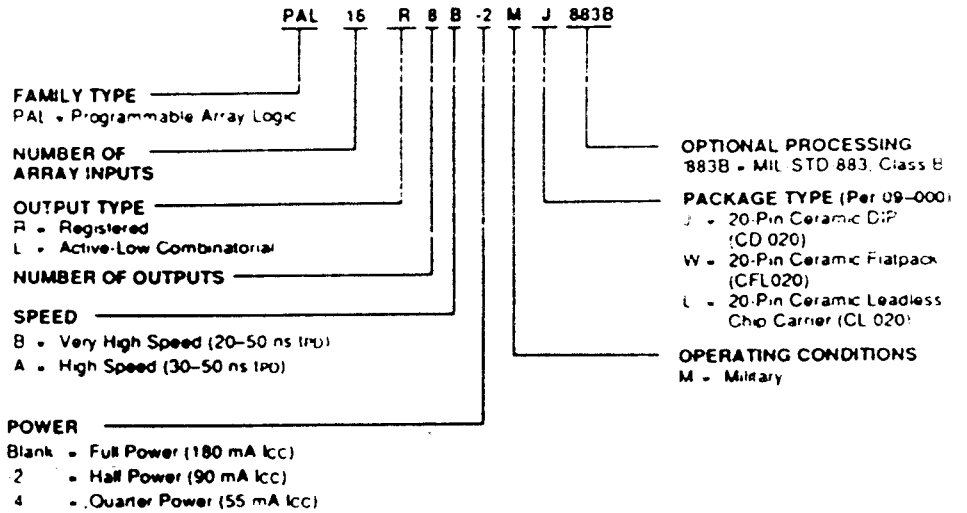 PAL 16 R 8 B -2 M J 883B
FAMILY TYPE
PAL = Programmable Array Logic
NUMBER OF
ARRAY INPUTS
OUTPUT TYPE
R = Registered
L = Active-Low Combinatorial
NUMBER OF OUTPUTS
SPEED
B = Very High Speed (20–50 ns tPD)
A = High Speed (30–50 ns tPD)
POWER
Blank = Full Power (180 mA ICC)
-2 = Half Power (90 mA ICC)
-4 = Quarter Power (55 mA ICC)
OPTIONAL PROCESSING
883B = MIL-STD 883, Class B
PACKAGE TYPE (Per 09–000)
J = 20-Pin Ceramic DIP
(CD 020)
W = 20-Pin Ceramic Flatpack
(CFL020)
L = 20-Pin Ceramic Leadless
Chip Carrier (CL 020)
OPERATING CONDITIONS
M = Military